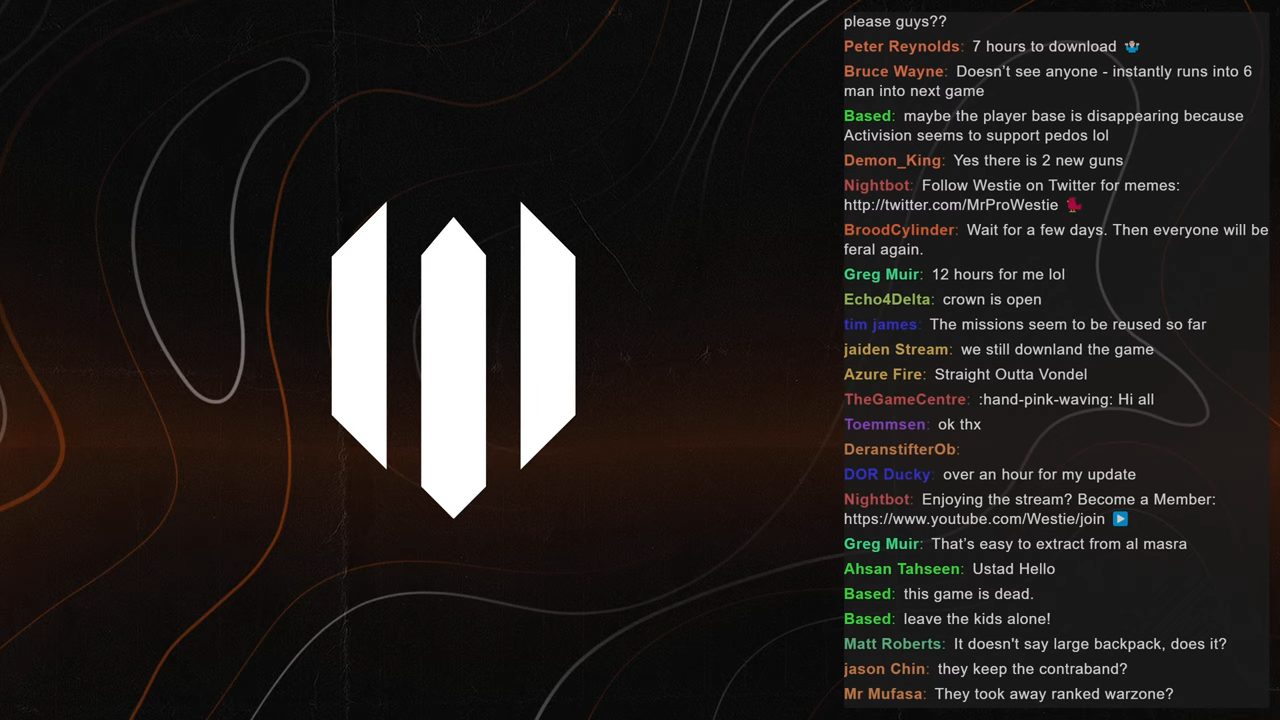 please guys??
Peter Reynolds: 7 hours to download
Bruce Wayne: Doesn’t see anyone - instantly runs into 6
man into next game
Based: maybe the player base is disappearing because
Activision seems to support pedos lol
Demon_King: Yes there is 2 new guns
Nightbot: Follow Westie on Twitter for memes:
http://twitter.com/MrProWestie
BroodCylinder: Wait for a few days. Then everyone will be
feral again.
Greg Muir: 12 hours for me lol
Echo4Delta: crown is open
tim james: The missions seem to be reused so far
jaiden Stream: we still downland the game
Azure Fire: Straight Outta Vondel
TheGameCentre: :hand-pink-waving: Hi all
Toemmsen: ok thx
DeranstifterOb:
DOR Ducky: over an hour for my update
Nightbot: Enjoying the stream? Become a Member:
https://www.youtube.com/Westie/join
Greg Muir: That’s easy to extract from al masra
Ahsan Tahseen: Ustad Hello
Based: this game is dead.
Based: leave the kids alone!
Matt Roberts: It doesn't say large backpack, does it?
jason Chin: they keep the contraband?
Mr Mufasa: They took away ranked warzone?